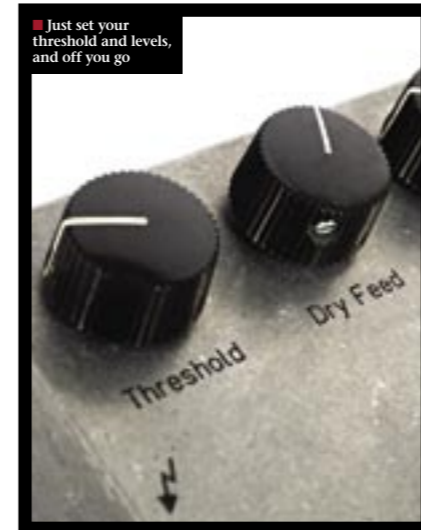 Just set your
threshold and levels,
and off you go
Threshold
Dry Feed